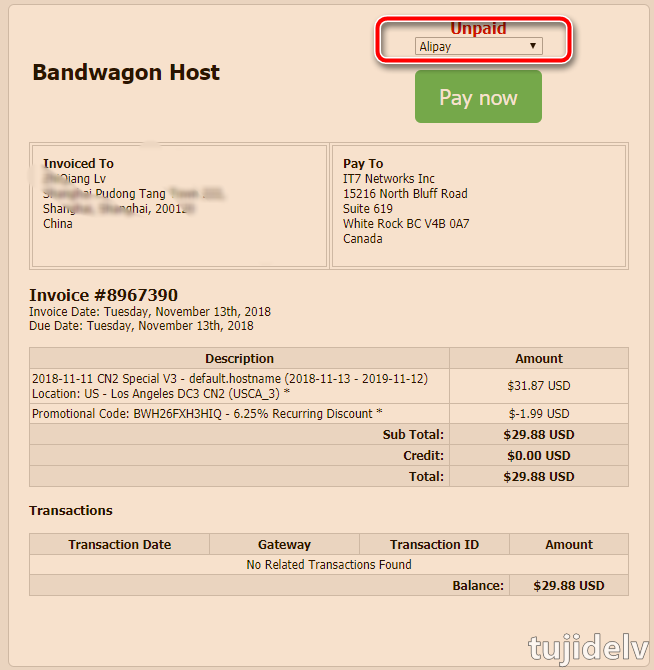 Unpaid
Alipay
Bandwagon Host
Pay now
Invoiced To
Qiang Lv
Pudong Tang
Shanghai, 20012
China
Pay To
IT7 Networks Inc
15216 North Bluff Road
Suite 619
White Rock BC V4B 0A7
Canada
Invoice #8967390
Invoice Date: Tuesday, November 13th, 2018
Due Date: Tuesday, November 13th, 2018
Description Amount
2018-11-11 CN2 Special V3 - default.hostname (2018-11-13 - 2019-11-12)
Location: US - Los Angeles DC3 CN2 (USCA_3) *
$31.87 USD
Promotional Code: BWH26FXH3HIQ - 6.25% Recurring Discount * $-1.99 USD
Sub Total: $29.88 USD
Credit: $0.00 USD
Total: $29.88 USD
Transactions
Transaction Date Gateway Transaction ID Amount
No Related Transactions Found
Balance: $29.88 USD
tujidelv